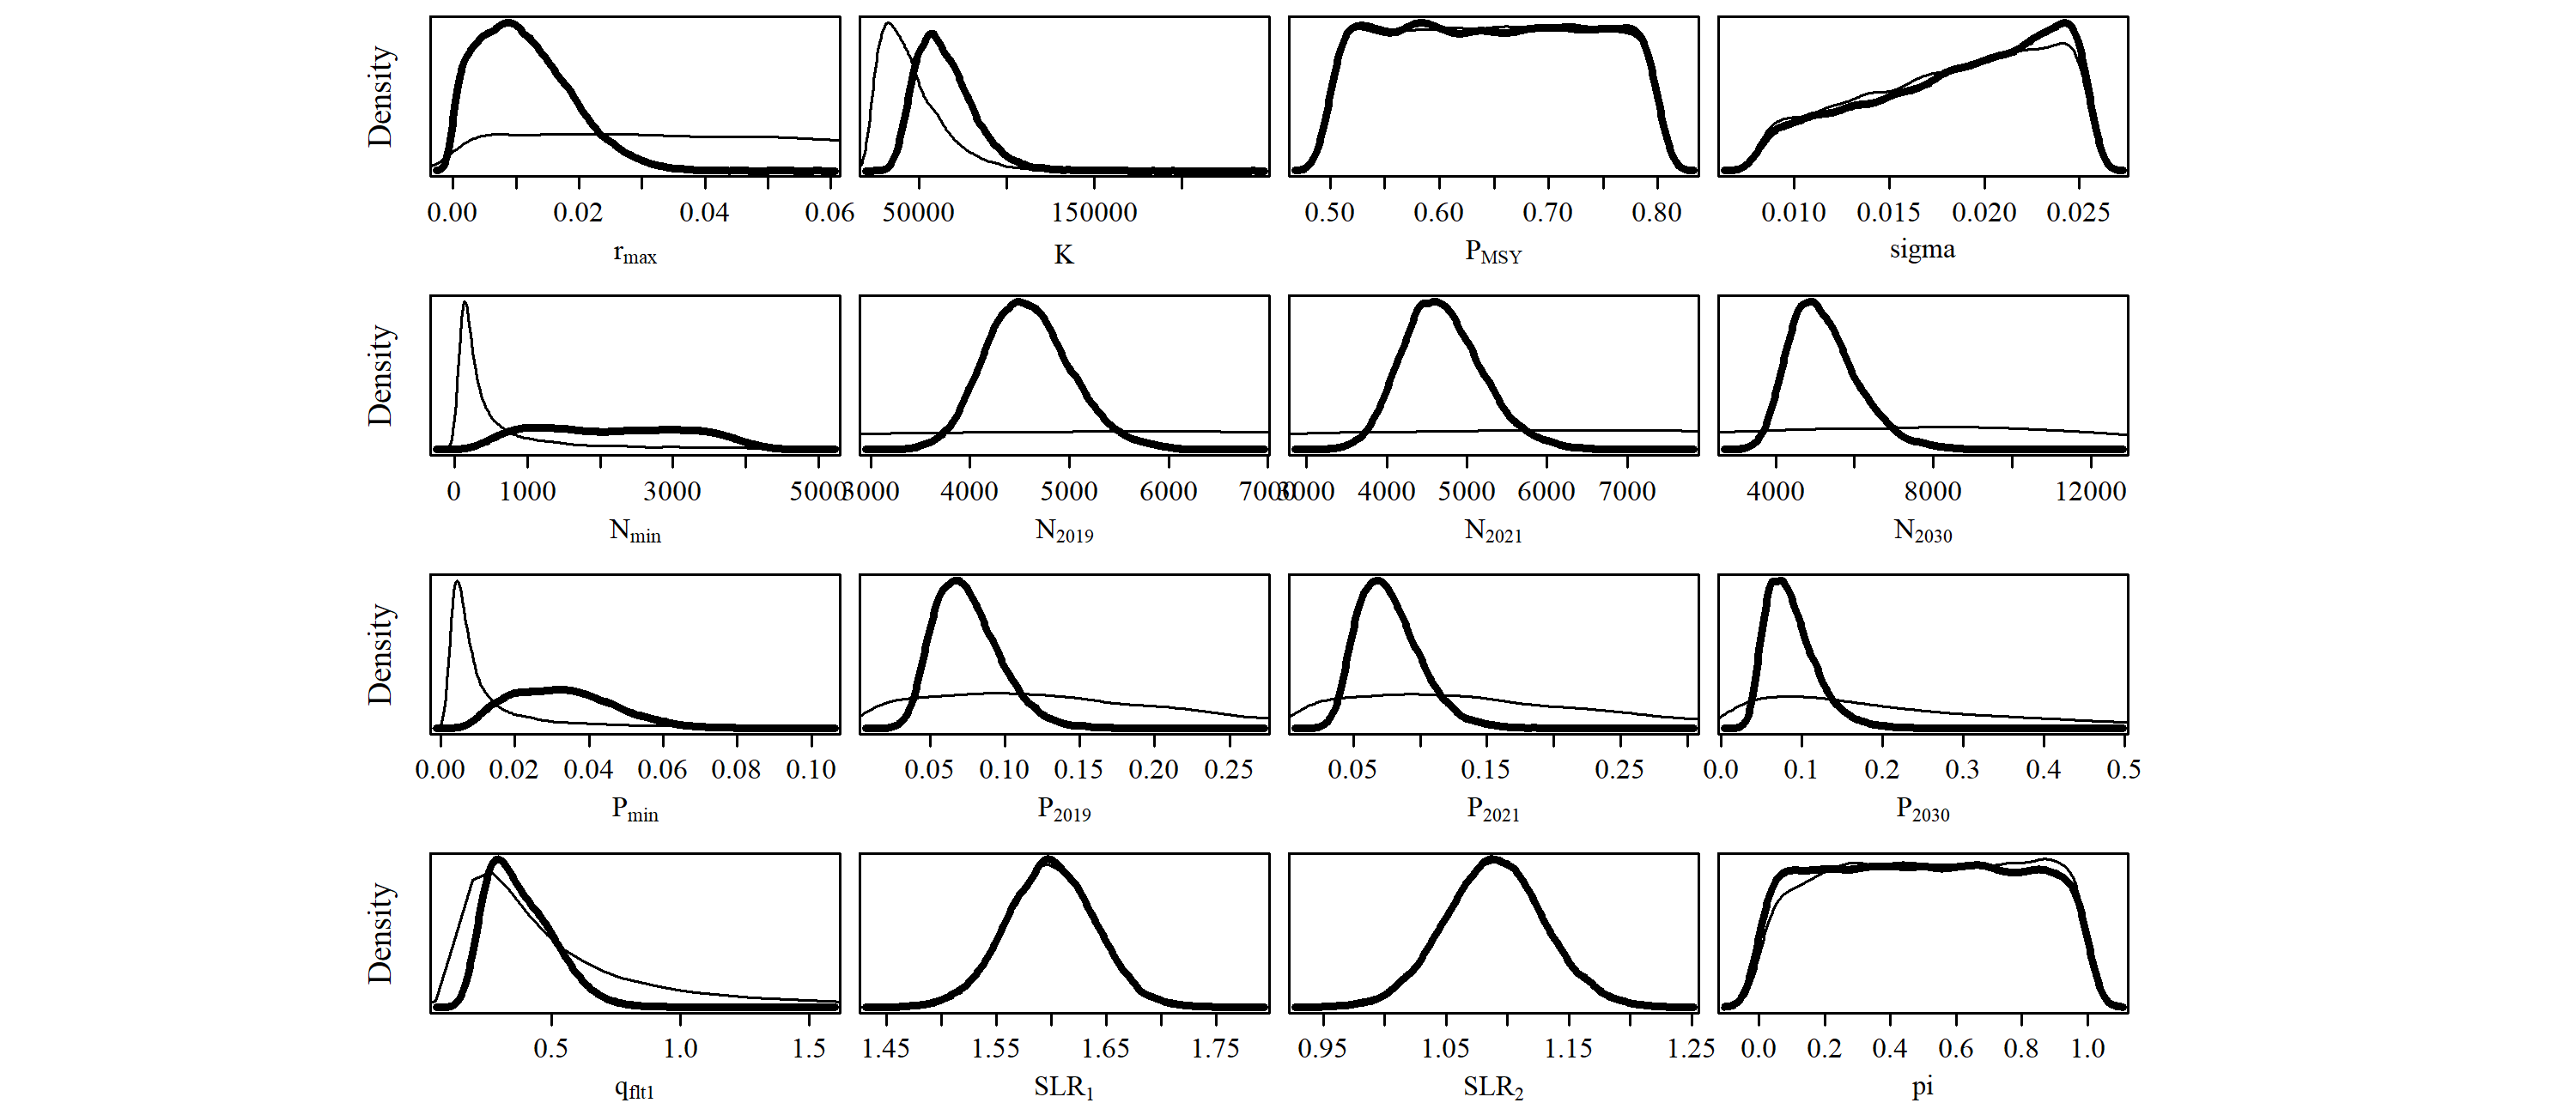 Density
0.00 0.02 0.04 0.06 50000 150000 0.50 0.60 0.70 0.80 0.010 0.015 0.020 0.025
rmax K PMSY sigma
Density
0 1000 3000 5000 3000 4000 5000 6000 7000 3000 4000 5000 6000 7000 4000 8000 12000
Nmin N2019 N2021 N2030
Density
0.00 0.02 0.04 0.06 0.08 0.10 0.05 0.10 0.15 0.20 0.25 0.05 0.15 0.25 0.0 0.1 0.2 0.3 0.4 0.5
Pmin P2019 P2021 P2030
Density
0.5 1.0 1.5 1.45 1.55 1.65 1.75 0.95 1.05 1.15 1.25 0.0 0.2 0.4 0.6 0.8 1.0
qflt1 SLR1 SLR2 pi